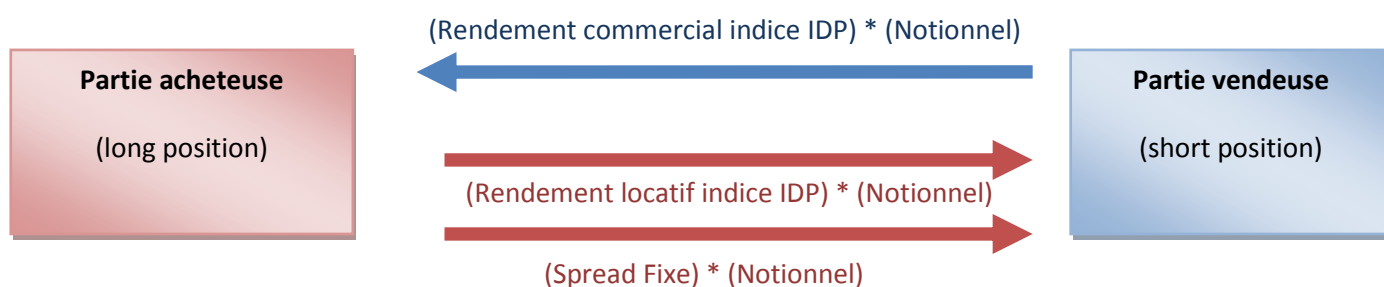 (Rendement commercial indice IDP) * (Notionnel)
Partie acheteuse
(long position)
Partie vendeuse
(short position)
(Rendement locatif indice IDP) * (Notionnel)
(Spread Fixe) * (Notionnel)